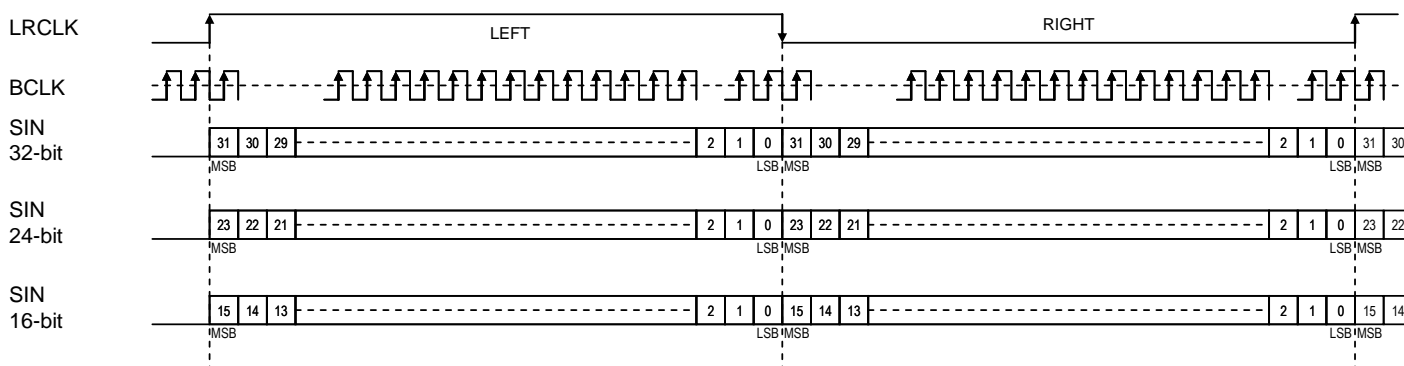 LRCLK
LEFT
RIGHT
BCLK
SIN
32-bit
31 30 29 2 1 0 31 30 29 2 1 0 31 30
MSB LSB MSB LSB MSB
SIN
24-bit
23 22 21 2 1 0 23 22 21 2 1 0 23 22
MSB LSB MSB LSB MSB
SIN
16-bit
15 14 13 2 1 0 15 14 13 2 1 0 15 14
MSB LSB MSB LSB MSB